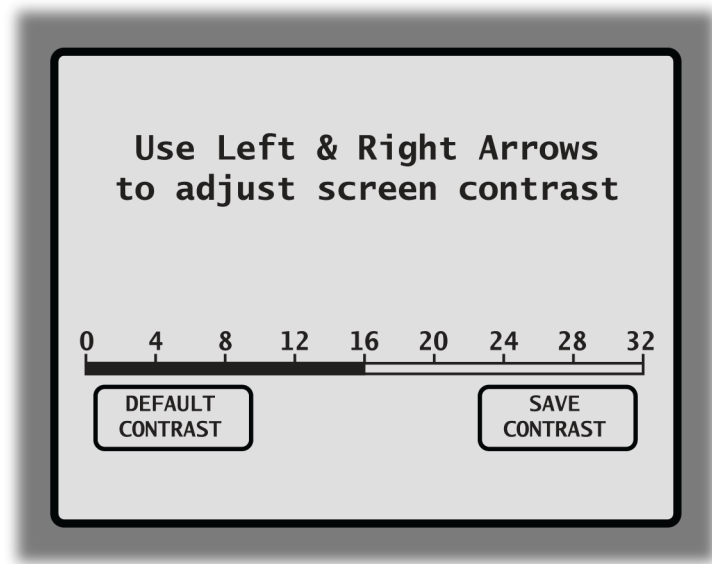 Use Left & Right Arrows
to adjust screen contrast
0 4 8 12 16 20 24 28 32
DEFAULT
CONTRAST
SAVE
CONTRAST